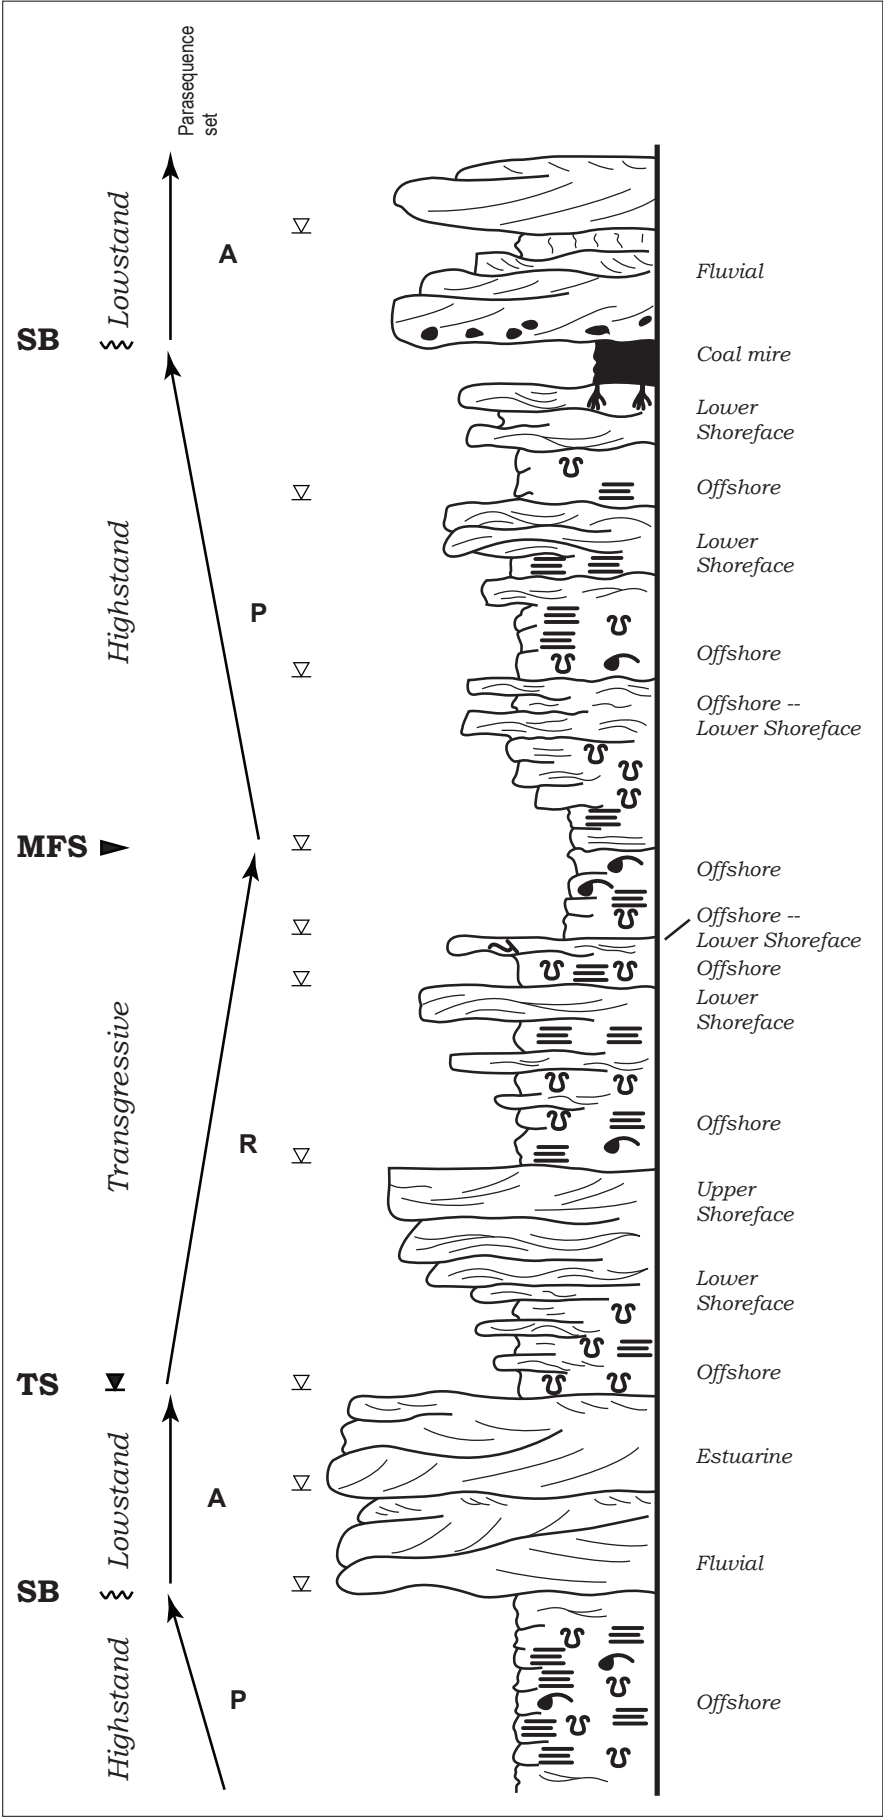 Parasequence
set
Lowstand
A
Fluvial
SB
Coal mire
Lower
Shoreface
Offshore
Highstand
Lower
Shoreface
P
Offshore
Offshore --
Lower Shoreface
MFS
Offshore
Offshore --
Lower Shoreface
Offshore
Lower
Shoreface
Transgressive
R
Offshore
Upper
Shoreface
Lower
Shoreface
TS
Offshore
Estuarine
Lowstand
A
Fluvial
SB
Highstand
P
Offshore